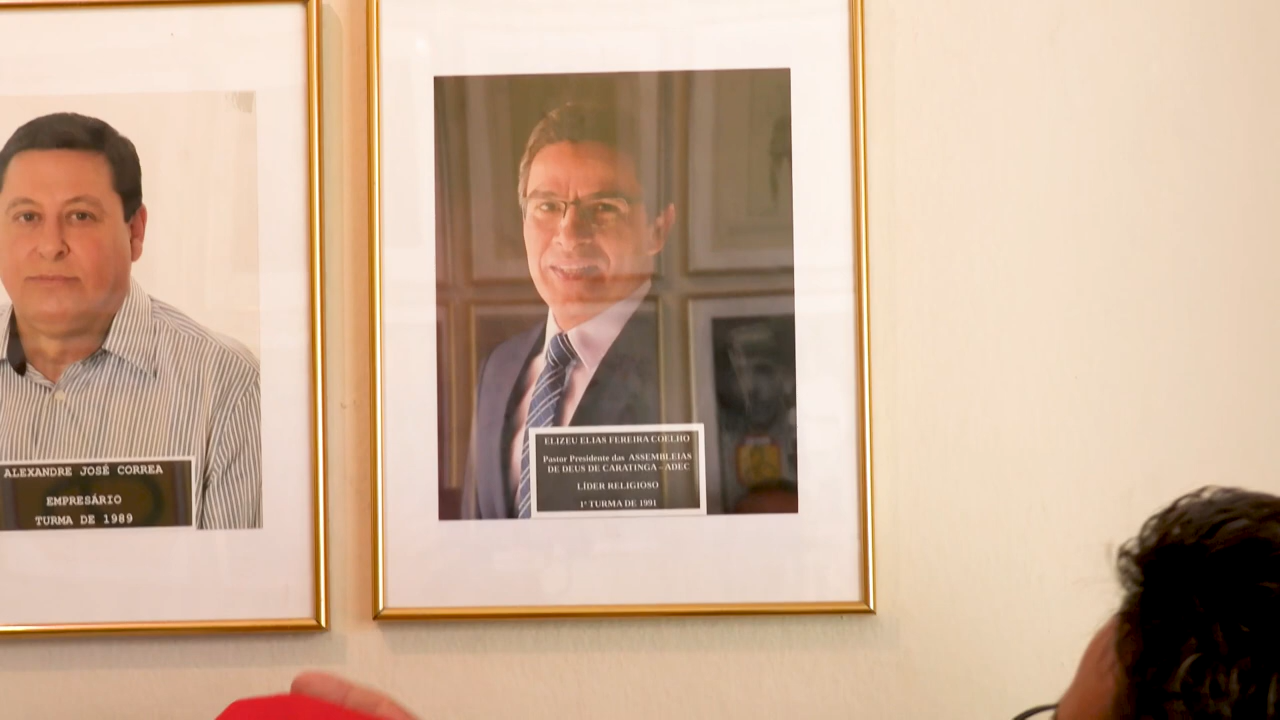 ALEXANDRE JOSÉ CORREA
EMPRESÁRIO
TURMA DE 1989
ELIZEU ELIAS FEREIRA COELHO
Pastor Presidente das ASSEMBLEIAS
DE DEUS DE CARATINGA – ADEC
LÍDER RELIGIOSO
1ª TURMA DE 1991